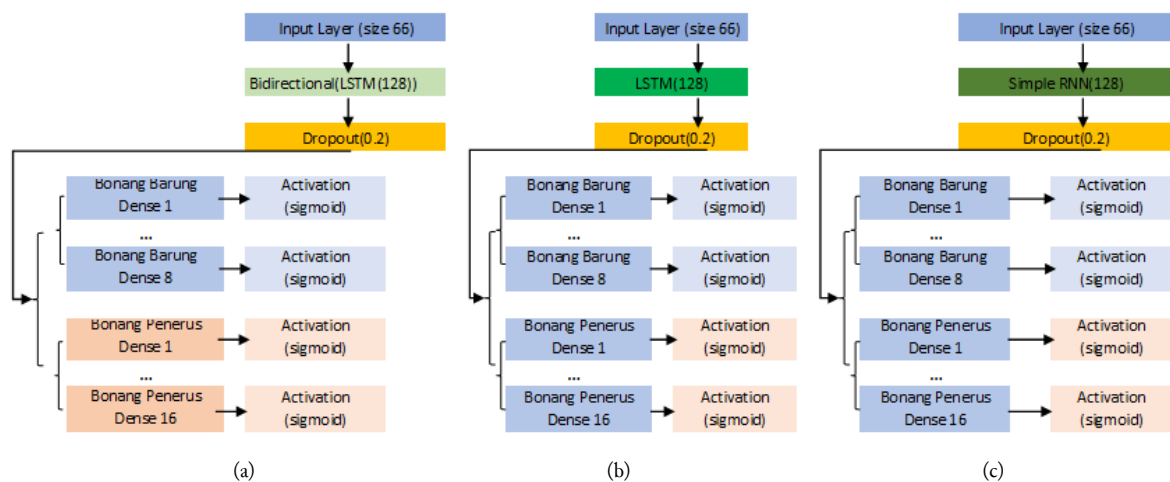 Input Layer (size 66)
Bidirectional(LSTM(128))
Dropout(0.2)
Bonang Barung
Dense 1
Activation
(sigmoid)
...
Bonang Barung
Dense 8
Activation
(sigmoid)
Bonang Penerus
Dense 1
Activation
(sigmoid)
...
Bonang Penerus
Dense 16
Activation
(sigmoid)
(a)
Input Layer (size 66)
LSTM(128)
Dropout(0.2)
Bonang Barung
Dense 1
Activation
(sigmoid)
...
Bonang Barung
Dense 8
Activation
(sigmoid)
Bonang Penerus
Dense 1
Activation
(sigmoid)
...
Bonang Penerus
Dense 16
Activation
(sigmoid)
(b)
Input Layer (size 66)
Simple RNN(128)
Dropout(0.2)
Bonang Barung
Dense 1
Activation
(sigmoid)
...
Bonang Barung
Dense 8
Activation
(sigmoid)
Bonang Penerus
Dense 1
Activation
(sigmoid)
...
Bonang Penerus
Dense 16
Activation
(sigmoid)
(c)